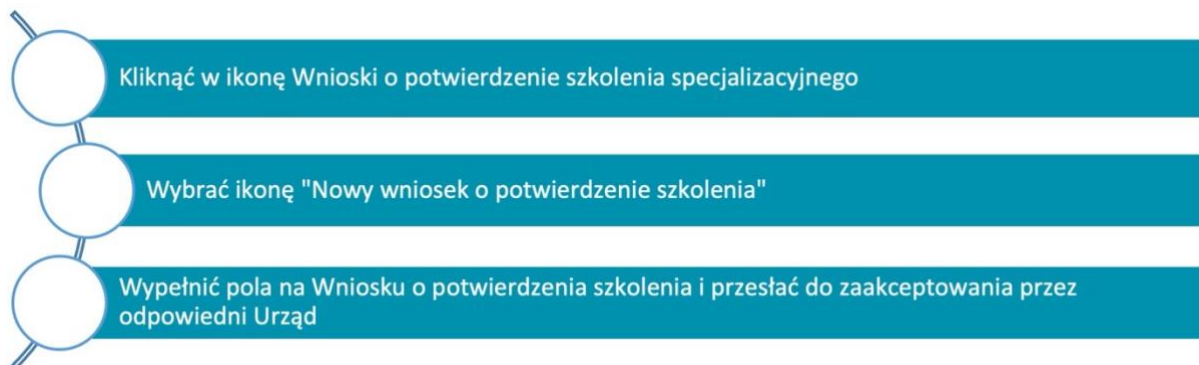 Kliknąć w ikonę Wnioski o potwierdzenie szkolenia specjalizacyjnego
Wybrać ikonę "Nowy wniosek o potwierdzenie szkolenia"
Wypełnić pola na Wniosku o potwierdzenia szkolenia i przesłać do zaakceptowania przez
odpowiedni Urząd